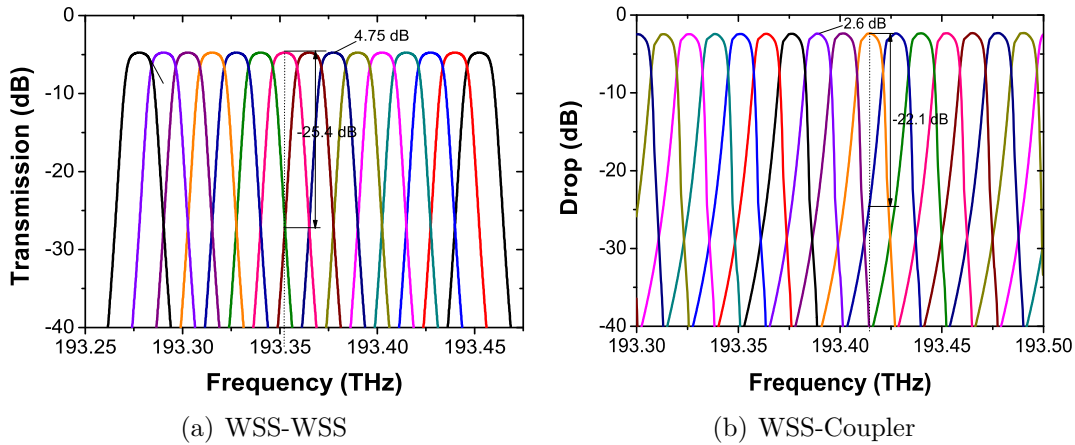 0
-10
-20
-30
-40
Transmission (dB)
4.75 dB
-25.4 dB
193.25
193.30
193.35
193.40
193.45
Frequency (THz)
(a) WSS-WSS
0
-10
-20
-30
-40
Drop (dB)
2.6 dB
-22.1 dB
193.30
193.35
193.40
193.45
193.50
Frequency (THz)
(b) WSS-Coupler